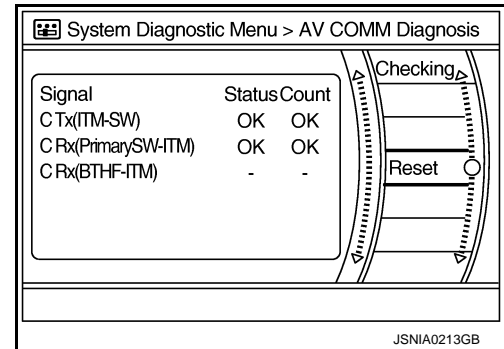 System Diagnostic Menu > AV COMM Diagnosis
Checking
Signal Status Count
C Tx(ITM-SW) OK OK
C Rx(PrimarySW-ITM) OK OK
C Rx(BTHF-ITM) - -
Reset
JSNIA0213GB